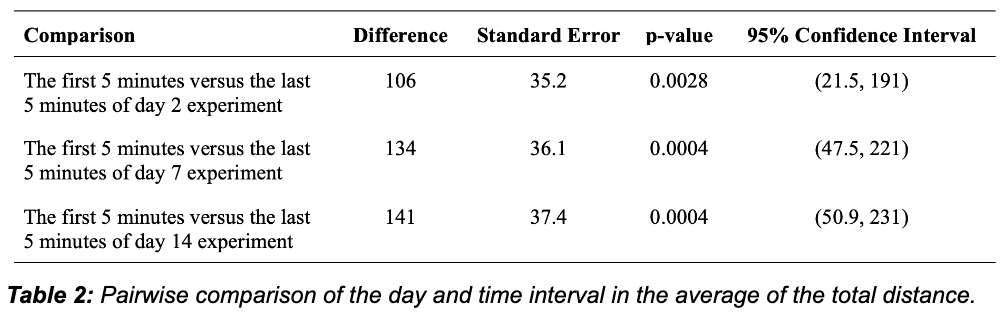 Comparison Difference Standard Error p-value 95% Confidence Interval
The first 5 minutes versus the last 106 35.2 0.0028 (21.5, 191)
5 minutes of day 2 experiment
The first 5 minutes versus the last 134 36.1 0.0004 (47.5, 221)
5 minutes of day 7 experiment
The first 5 minutes versus the last 141 37.4 0.0004 (50.9, 231)
5 minutes of day 14 experiment
Table 2: Pairwise comparison of the day and time interval in the average of the total distance.